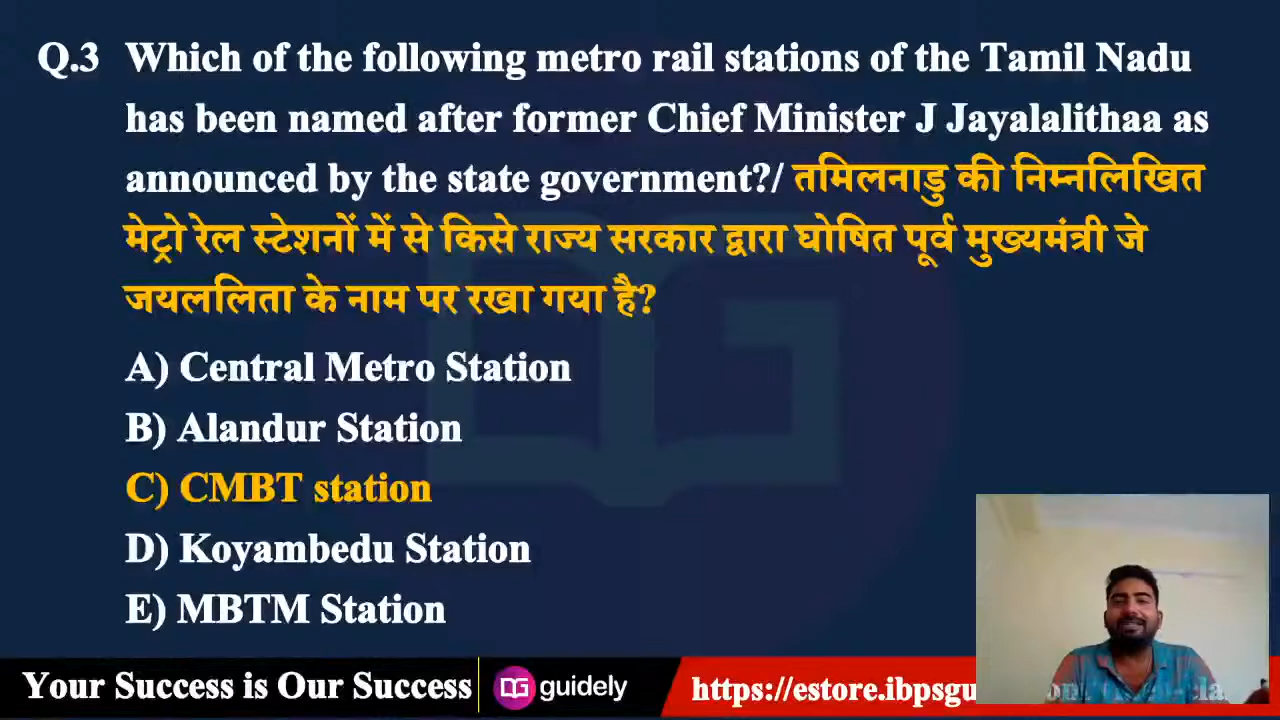 Q.3 Which of the following metro rail stations of the Tamil Nadu
has been named after former Chief Minister J Jayalalithaa as
announced by the state government?/ तमिलनाडु की निम्नलिखित
मेट्रो रेल स्टेशनों में से किसे राज्य सरकार द्वारा घोषित पूर्व मुख्यमंत्री जे
जयललिता के नाम पर रखा गया है?
A) Central Metro Station
B) Alandur Station
C) CMBT station
D) Koyambedu Station
E) MBTM Station
Your Success is Our Success
DG guidely
https://estore.ibpsgu